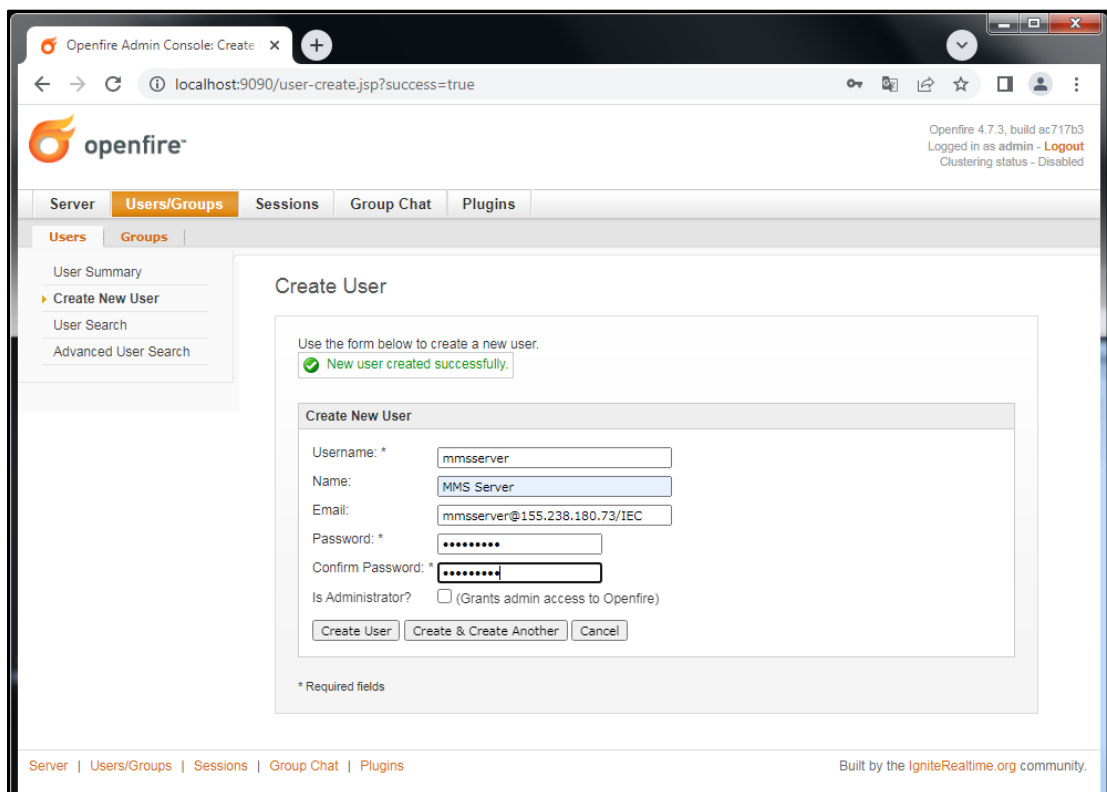 Openfire Admin Console: Create
localhost:9090/user-create.jsp?success=true
openfire™
Openfire 4.7.3, build ac717b3
Logged in as admin - Logout
Clustering status - Disabled
Server Users/Groups Sessions Group Chat Plugins
Users Groups
User Summary
Create New User
User Search
Advanced User Search
Create User
Use the form below to create a new user.
New user created successfully.
Create New User
Username: * mmsserver
Name: MMS Server
Email: mmsserver@155.238.180.73/IEC
Password: * •••••••••
Confirm Password: * •••••••••
Is Administrator? (Grants admin access to Openfire)
Create User Create & Create Another Cancel
* Required fields
Server | Users/Groups | Sessions | Group Chat | Plugins
Built by the IgniteRealtime.org community.